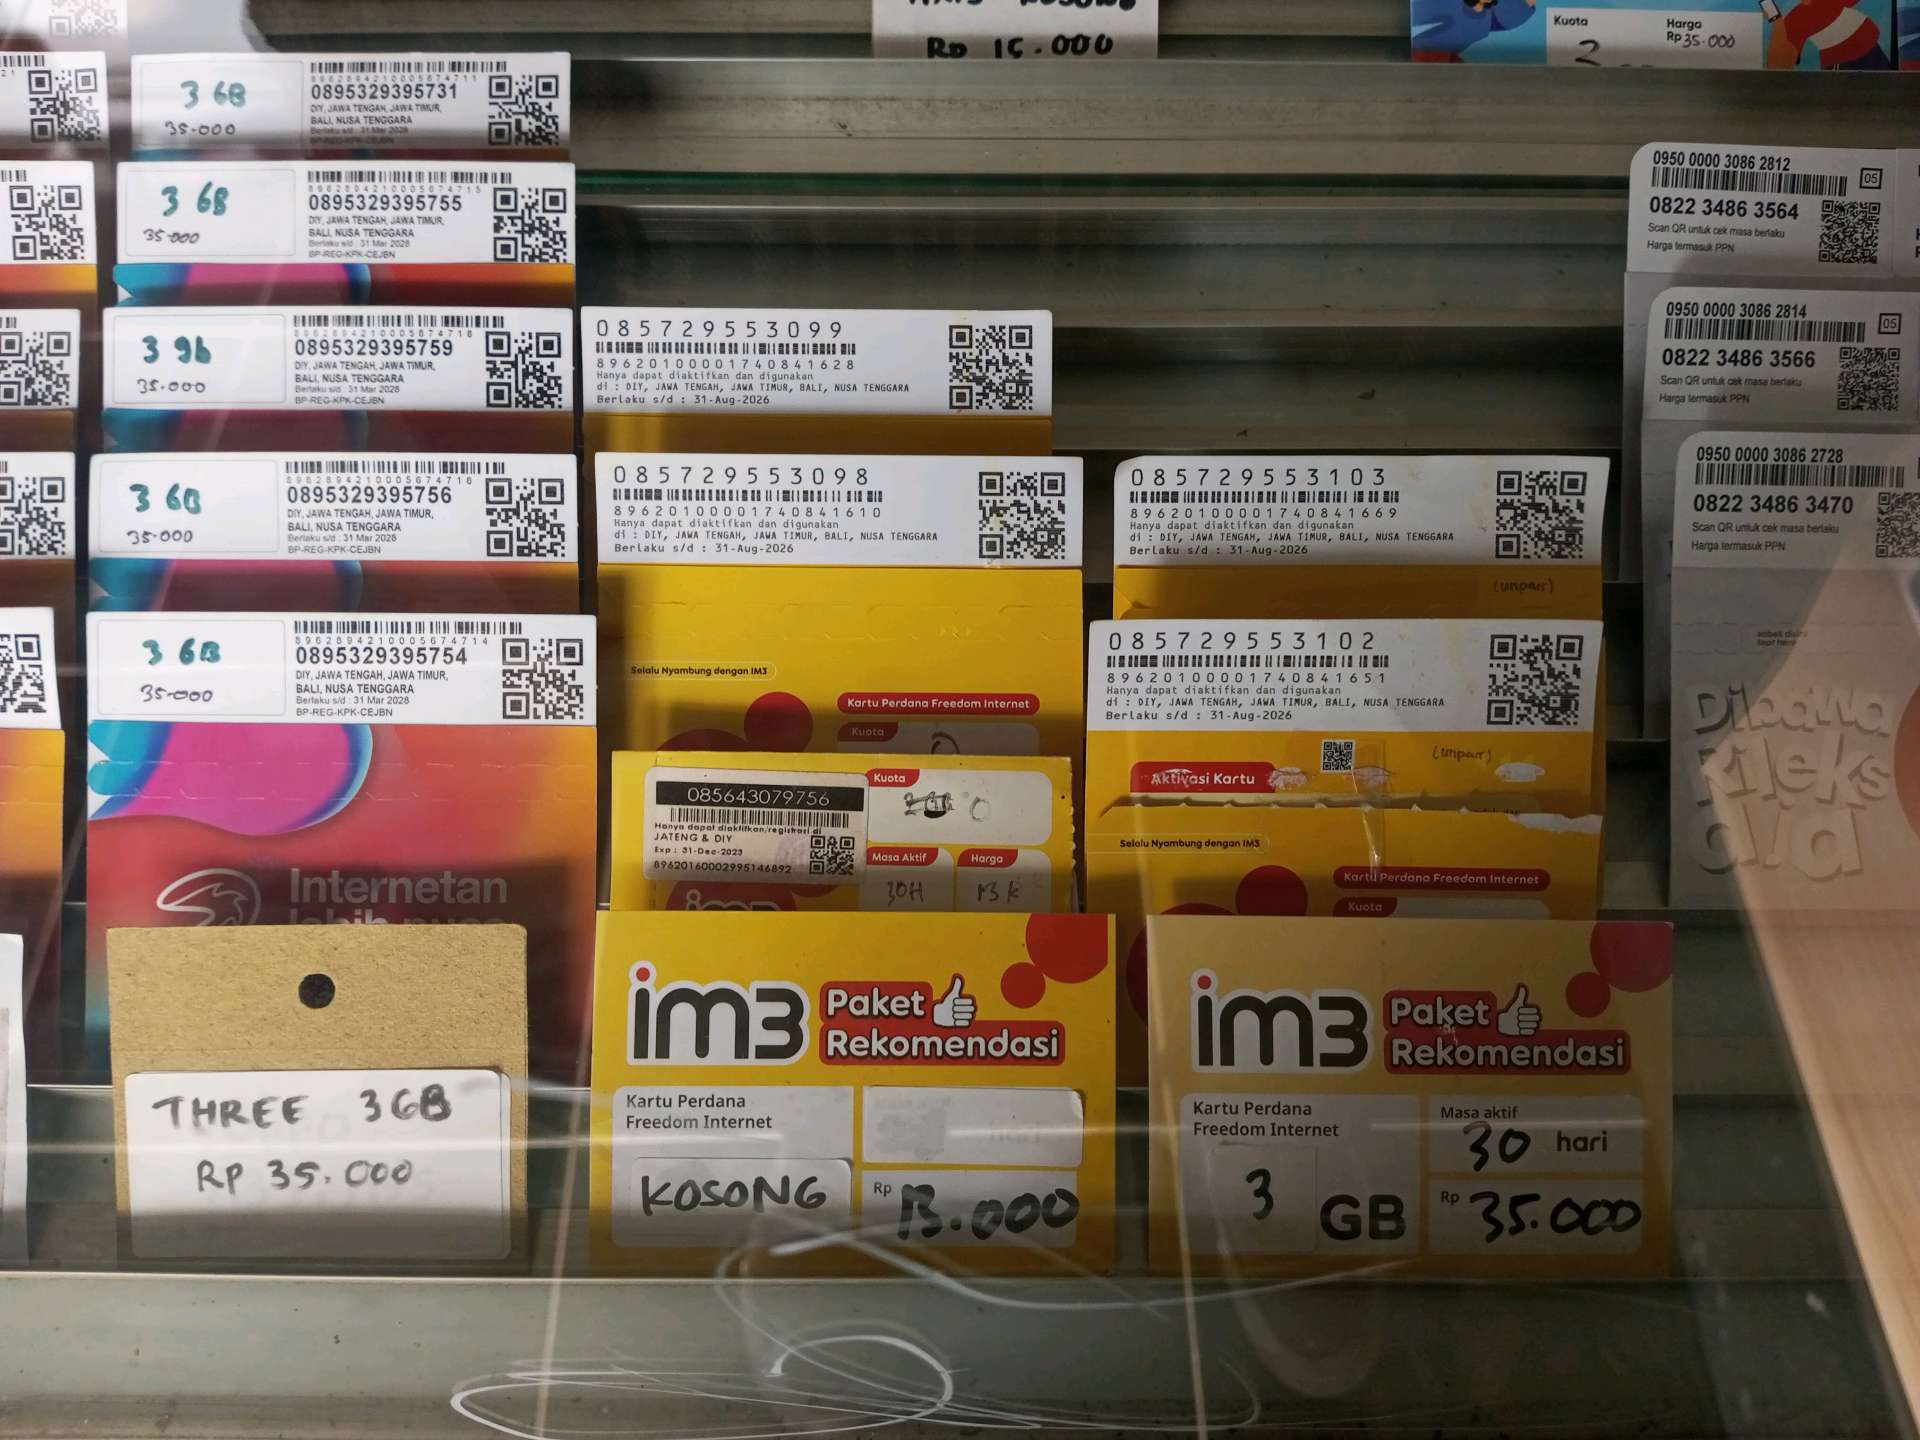 Rp 15.000
Kuota
Harga
Rp 35.000
3 GB
35.000
0895329395731
DIY, JAWA TENGAH, JAWA TIMUR,
BALI, NUSA TENGGARA
Berlaku s/d : 31 Mar 2028
BP-REG-KPK-CEJBN
3 GB
35.000
0895329395755
DIY, JAWA TENGAH, JAWA TIMUR,
BALI, NUSA TENGGARA
Berlaku s/d : 31 Mar 2028
BP-REG-KPK-CEJBN
3 gb
35.000
0895329395759
DIY, JAWA TENGAH, JAWA TIMUR,
BALI, NUSA TENGGARA
Berlaku s/d : 31 Mar 2028
BP-REG-KPK-CEJBN
3 GB
35.000
0895329395756
DIY, JAWA TENGAH, JAWA TIMUR,
BALI, NUSA TENGGARA
Berlaku s/d : 31 Mar 2028
BP-REG-KPK-CEJBN
3 GB
35.000
8962894210005674714
0895329395754
DIY, JAWA TENGAH, JAWA TIMUR,
BALI, NUSA TENGGARA
Berlaku s/d : 31 Mar 2028
BP-REG-KPK-CEJBN
Internetan
THREE 3GB
RP 35.000
085729553099
89620100001740841628
Hanya dapat diaktifkan dan digunakan
di : DIY, JAWA TENGAH, JAWA TIMUR, BALI, NUSA TENGGARA
Berlaku s/d : 31-Aug-2026
085729553098
89620100001740841610
Hanya dapat diaktifkan dan digunakan
di : DIY, JAWA TENGAH, JAWA TIMUR, BALI, NUSA TENGGARA
Berlaku s/d : 31-Aug-2026
Selalu Nyambung dengan IM3
Kartu Perdana Freedom Internet
Kuota
0
085643079756
Hanya dapat diaktifkan/registrasi di
JATENG & DIY
Exp : 31-Dec-2023
89620160002995146892
Kuota
Masa Aktif
30H
Harga
13 K
im3 Paket
Rekomendasi
Kartu Perdana
Freedom Internet
hari
KOSONG
Rp 13.000
085729553103
89620100001740841669
Hanya dapat diaktifkan dan digunakan
di : DIY, JAWA TENGAH, JAWA TIMUR, BALI, NUSA TENGGARA
Berlaku s/d : 31-Aug-2026
(unpair)
085729553102
89620100001740841651
Hanya dapat diaktifkan dan digunakan
di : DIY, JAWA TENGAH, JAWA TIMUR, BALI, NUSA TENGGARA
Berlaku s/d : 31-Aug-2026
(unpair)
Aktivasi Kartu
Selalu Nyambung dengan IM3
Kartu Perdana Freedom Internet
Kuota
im3 Paket
Rekomendasi
Kartu Perdana
Freedom Internet
3 GB
Masa aktif
30 hari
Rp 35.000
0950 0000 3086 2812
05
0822 3486 3564
Scan QR untuk cek masa berlaku
Harga termasuk PPN
0950 0000 3086 2814
05
0822 3486 3566
Scan QR untuk cek masa berlaku
Harga termasuk PPN
0950 0000 3086 2728
0822 3486 3470
Scan QR untuk cek masa berlaku
Harga termasuk PPN
Dibawa
Rileks
aja